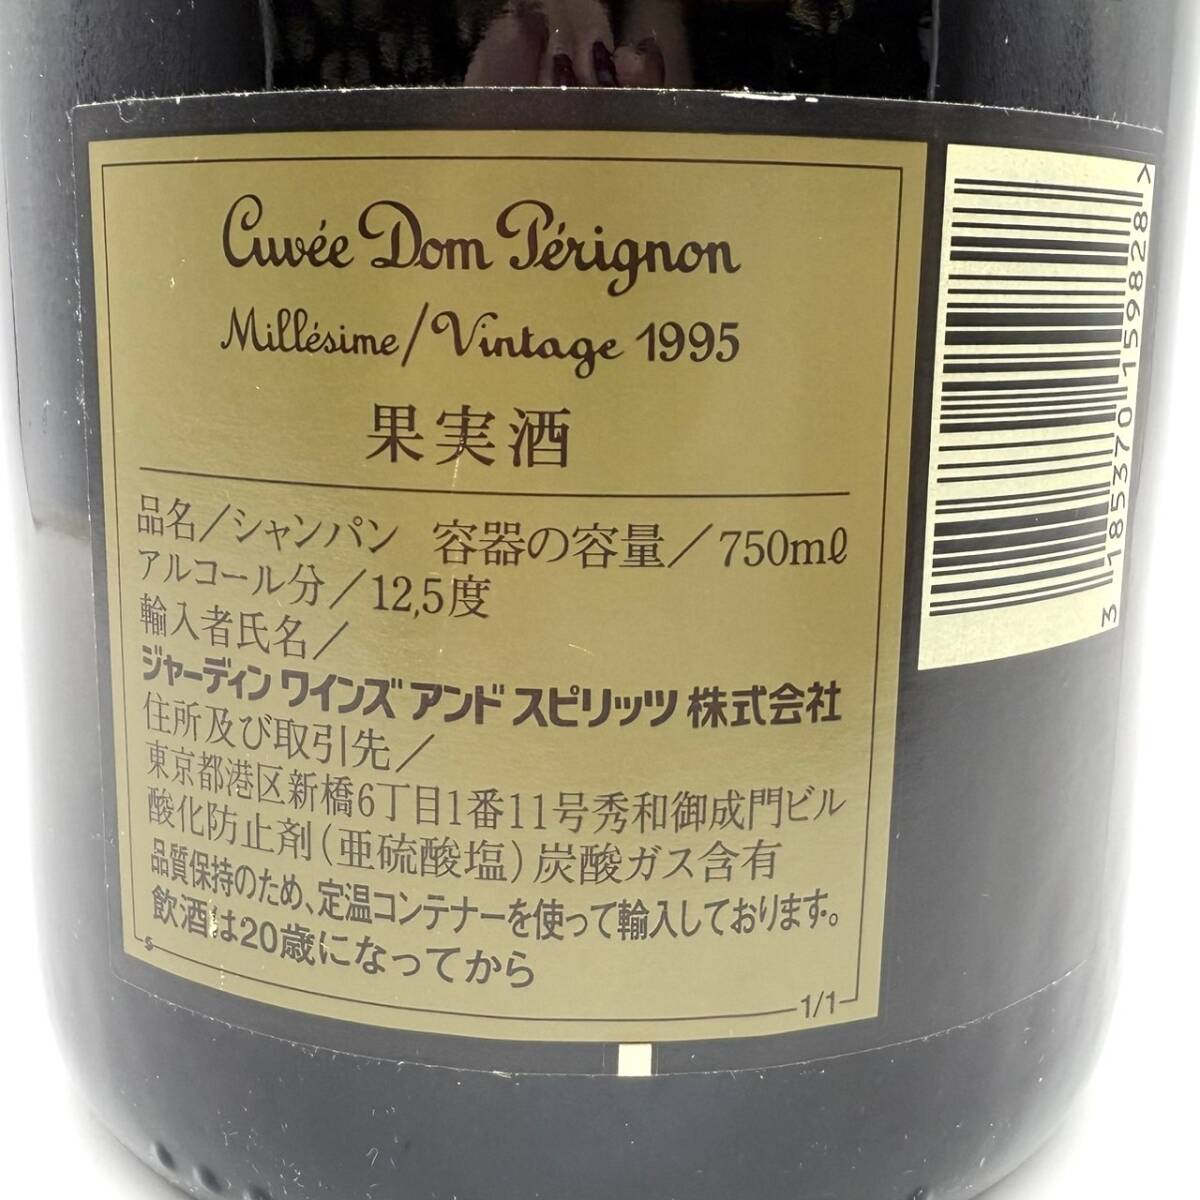 Cuvée Dom Pérignon
Millésime/Vintage 1995
果実酒
品名/シャンパン 容器の容量/750mℓ
アルコール分/12,5度
輸入者氏名/
ジャーディン ワインズ アンド スピリッツ 株式会社
住所及び取引先/
東京都港区新橋6丁目1番11号秀和御成門ビル
酸化防止剤(亜硫酸塩)炭酸ガス含有
品質保持のため、定温コンテナーを使って輸入しております。
飲酒は20歳になってから
S
1/1
3 185370 159828 >